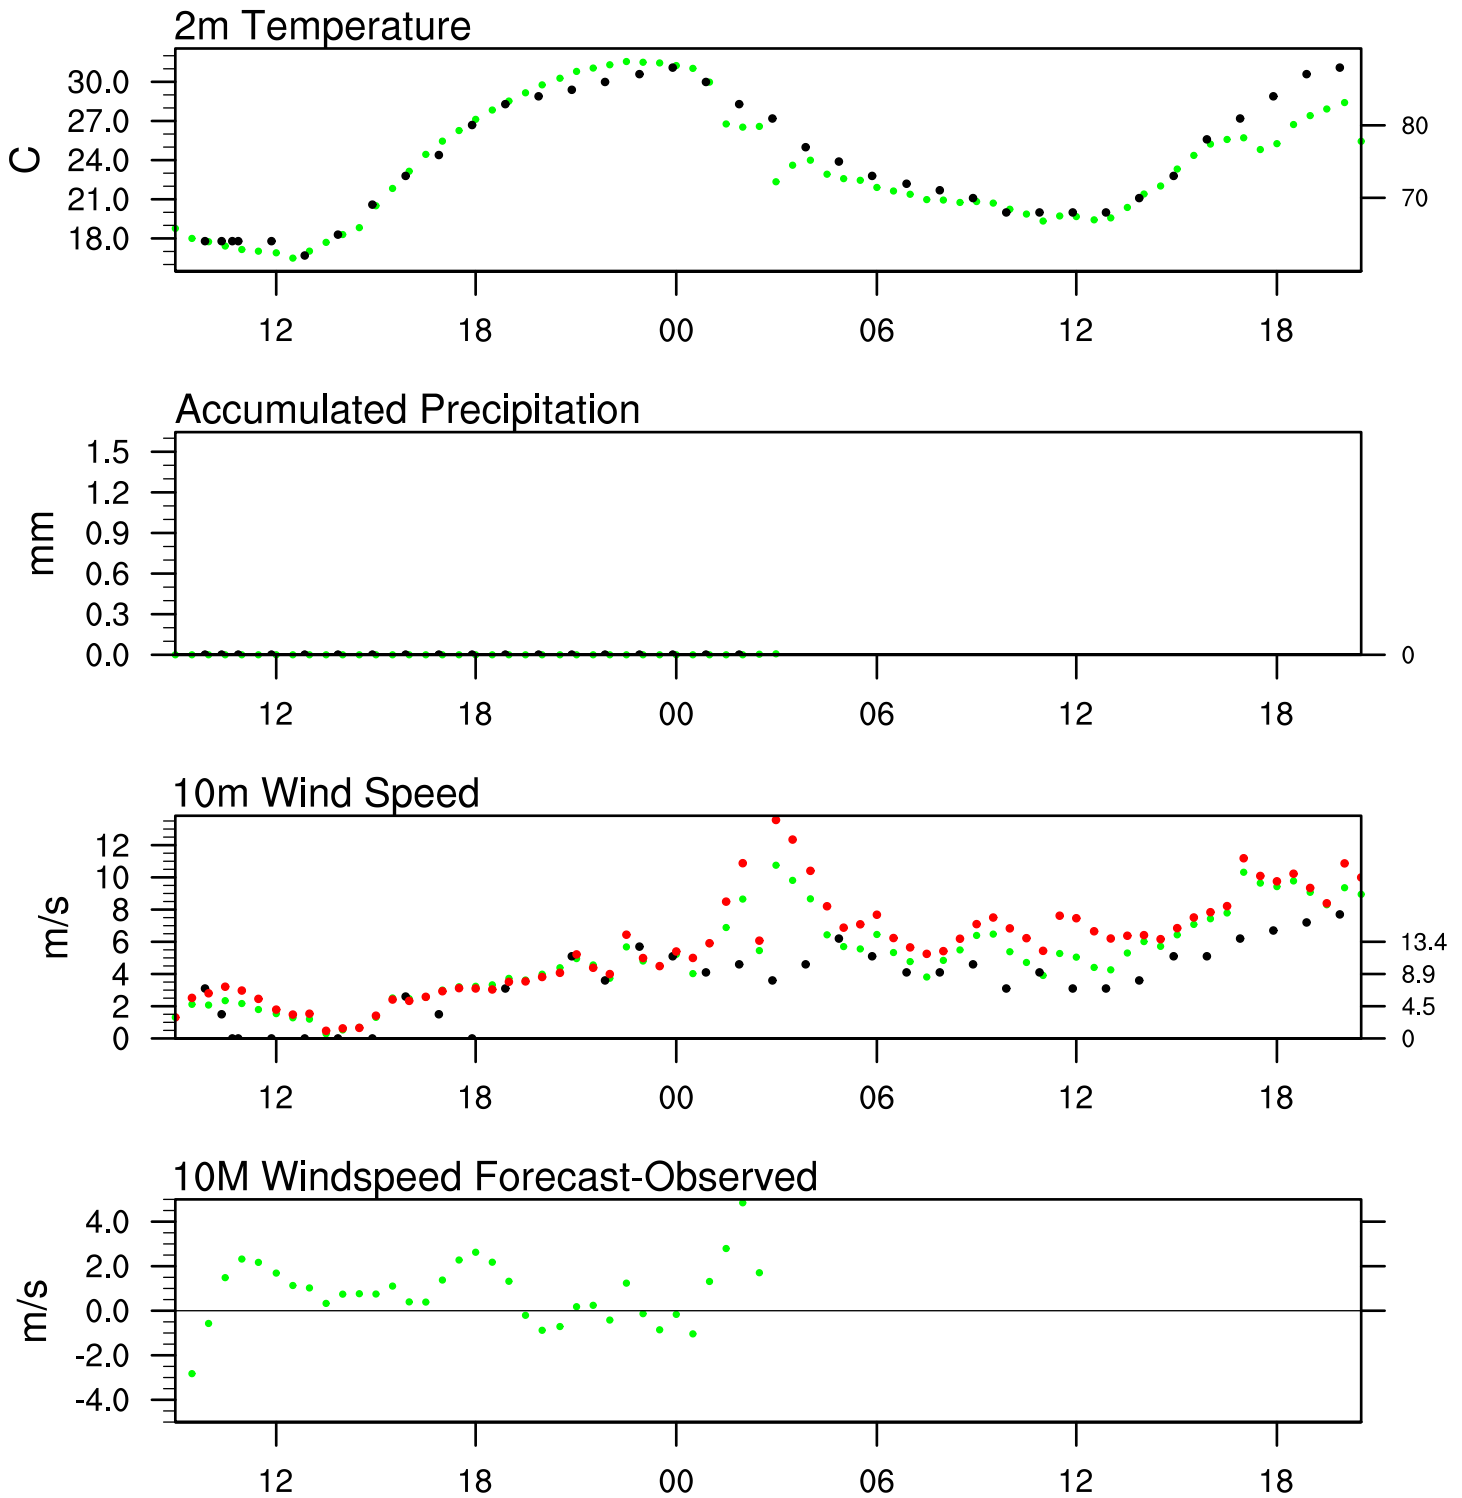 2m Temperature
30.0
27.0
24.0
21.0
18.0
C
80
70
12 18 00 06 12 18
Accumulated Precipitation
1.5
1.2
0.9
0.6
0.3
0.0
mm
0
12 18 00 06 12 18
10m Wind Speed
12
10
8
6
4
2
0
m/s
13.4
8.9
4.5
0
12 18 00 06 12 18
10M Windspeed Forecast-Observed
4.0
2.0
0.0
-2.0
-4.0
m/s
12 18 00 06 12 18